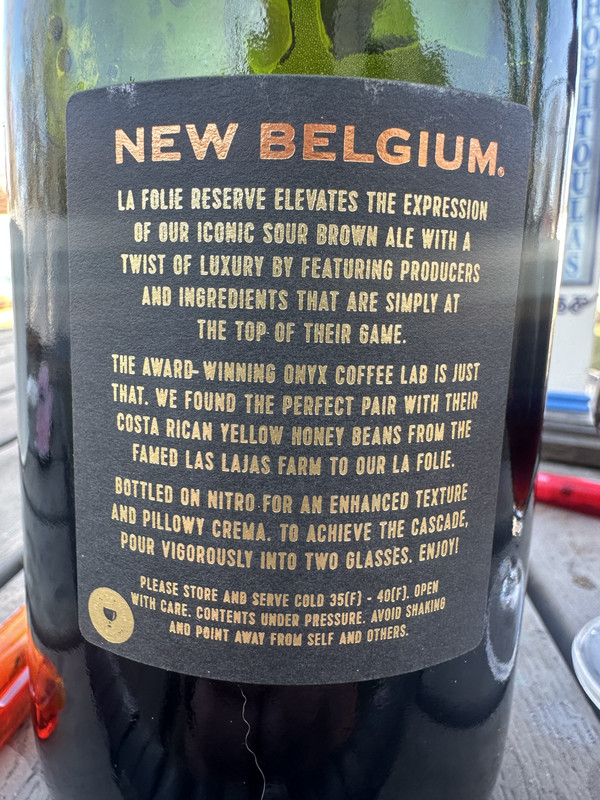 NEW BELGIUM®
LA FOLIE RESERVE ELEVATES THE EXPRESSION
OF OUR ICONIC SOUR BROWN ALE WITH A
TWIST OF LUXURY BY FEATURING PRODUCERS
AND INGREDIENTS THAT ARE SIMPLY AT
THE TOP OF THEIR GAME.
THE AWARD-WINNING ONYX COFFEE LAB IS JUST
THAT. WE FOUND THE PERFECT PAIR WITH THEIR
COSTA RICAN YELLOW HONEY BEANS FROM THE
FAMED LAS LAJAS FARM TO OUR LA FOLIE.
BOTTLED ON NITRO FOR AN ENHANCED TEXTURE
AND PILLOWY CREMA. TO ACHIEVE THE CASCADE,
POUR VIGOROUSLY INTO TWO GLASSES. ENJOY!
PLEASE STORE AND SERVE COLD 35(F) - 40(F). OPEN
WITH CARE. CONTENTS UNDER PRESSURE. AVOID SHAKING
AND POINT AWAY FROM SELF AND OTHERS.
HOPITOULAS